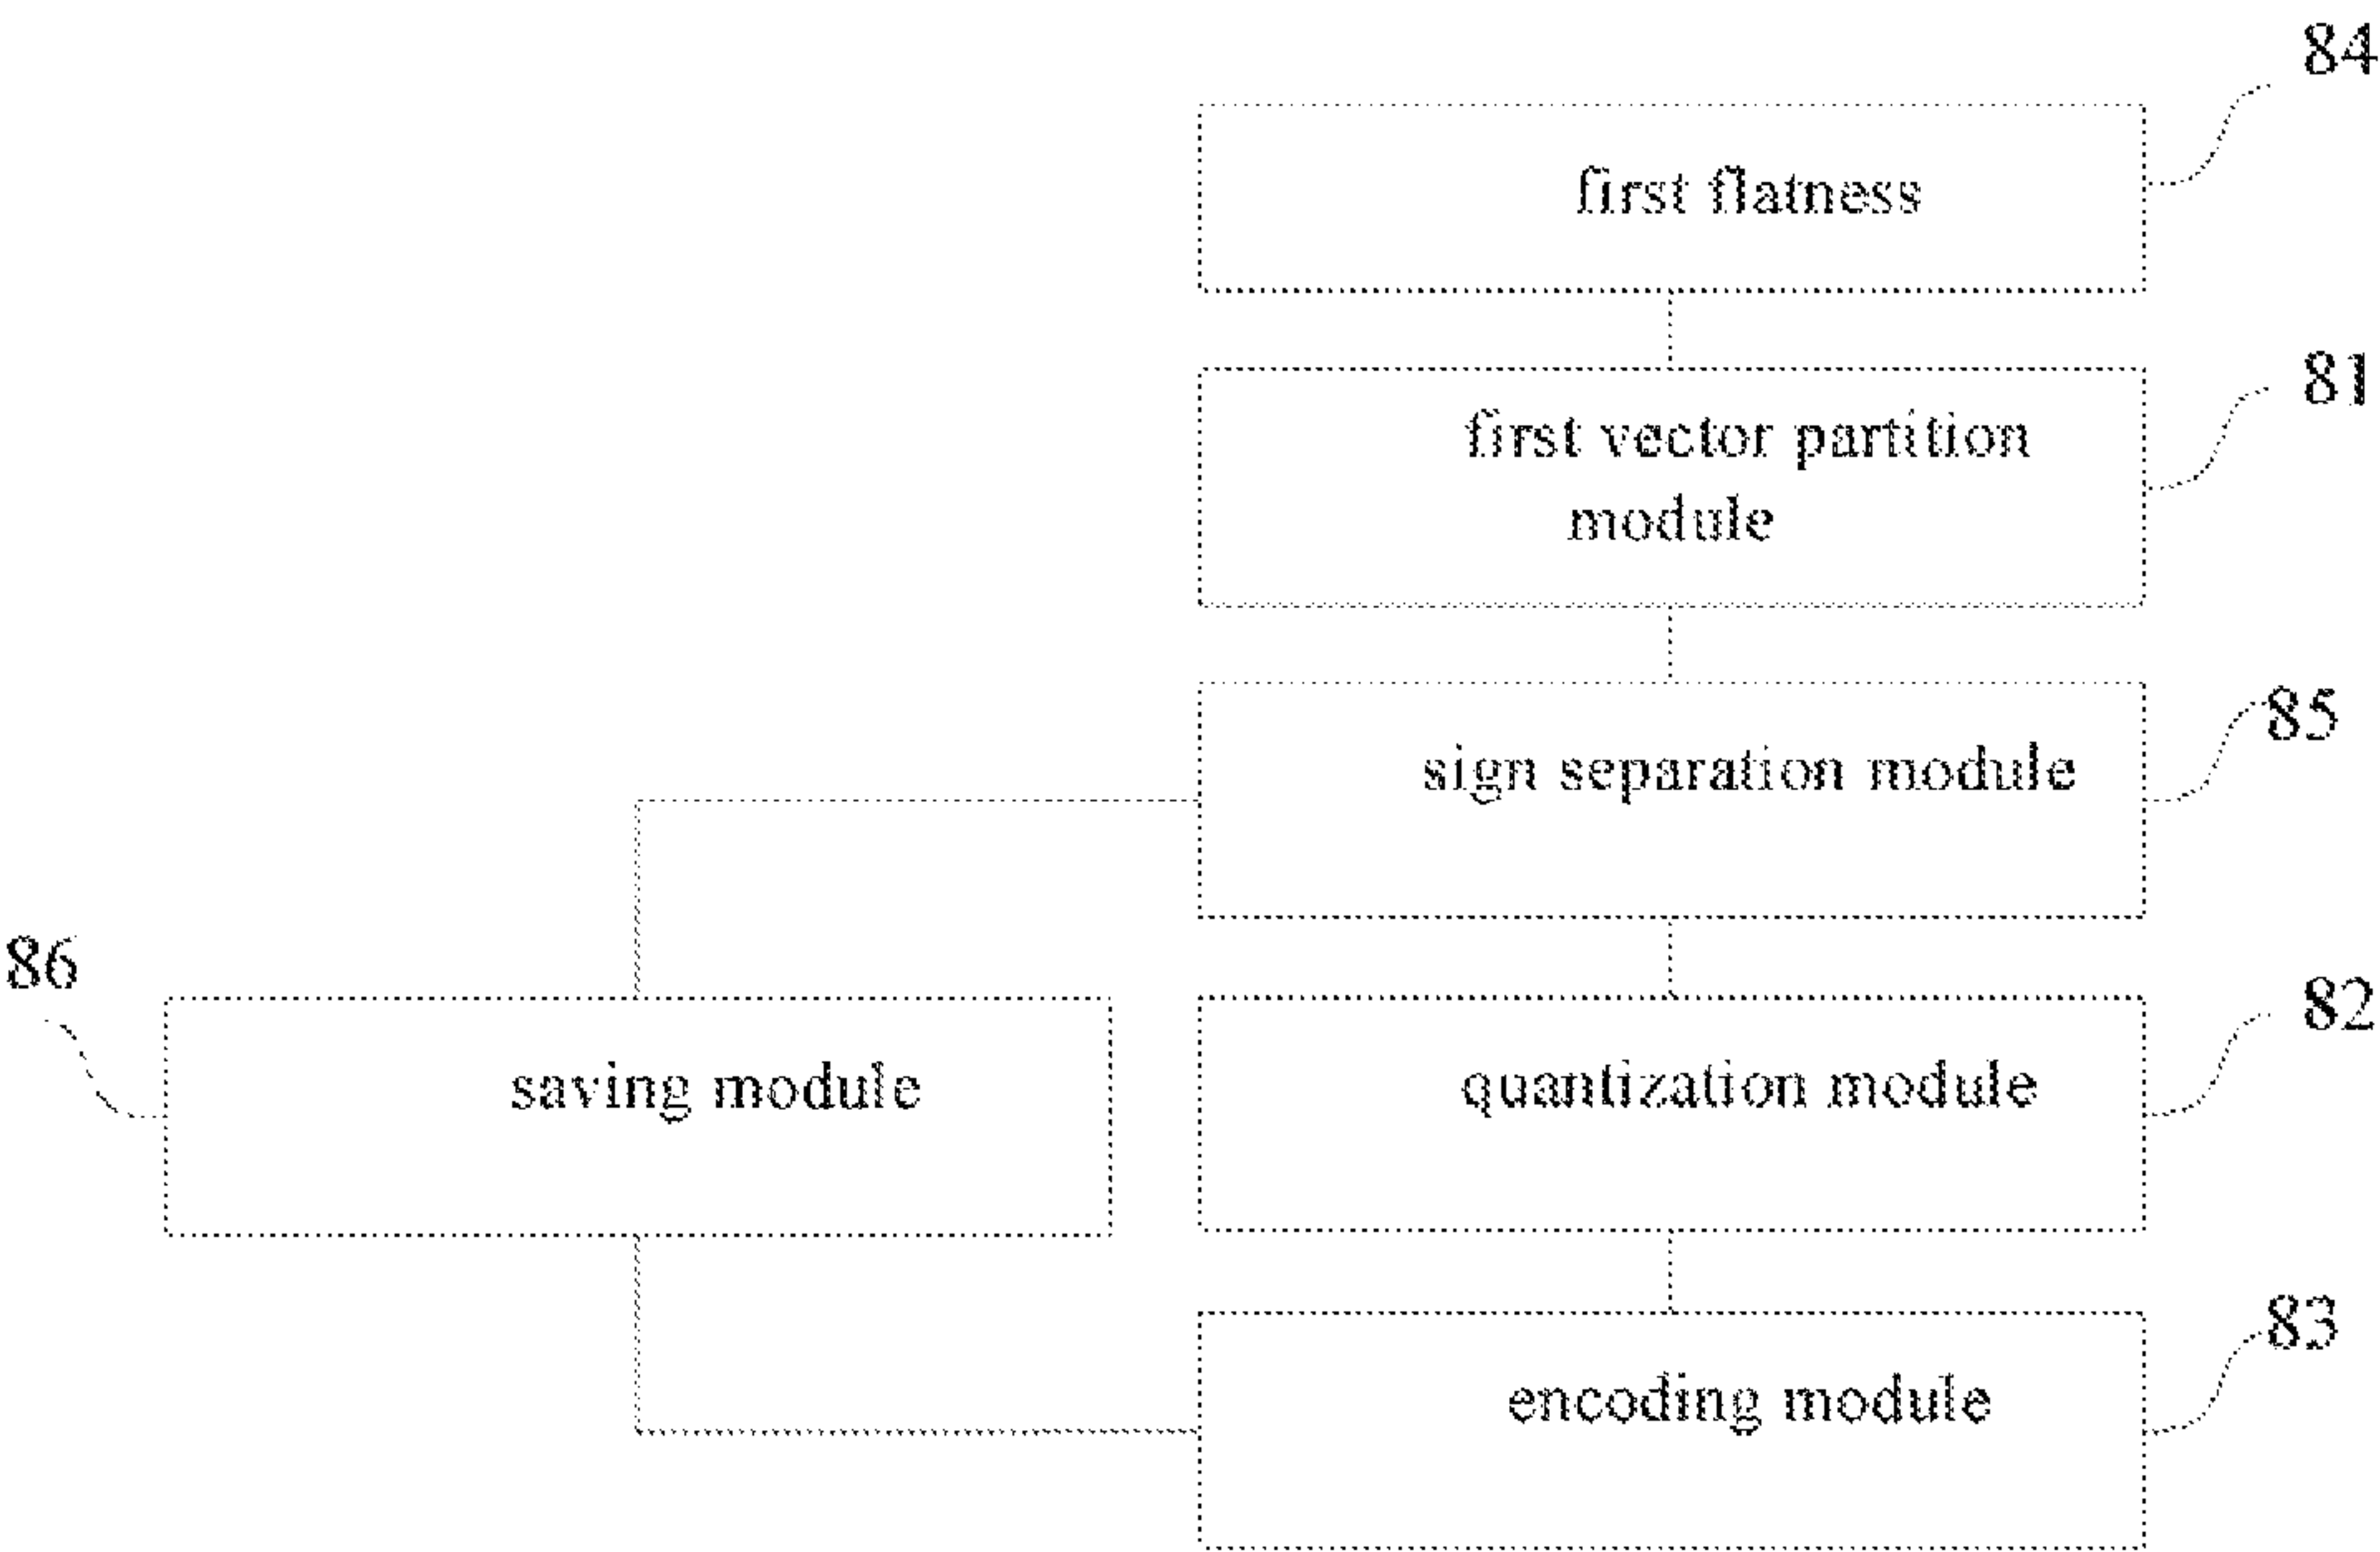 84
first flatness
81
first vector partition
module
85
sign separation module
86
saving module
82
quantization module
83
encoding module